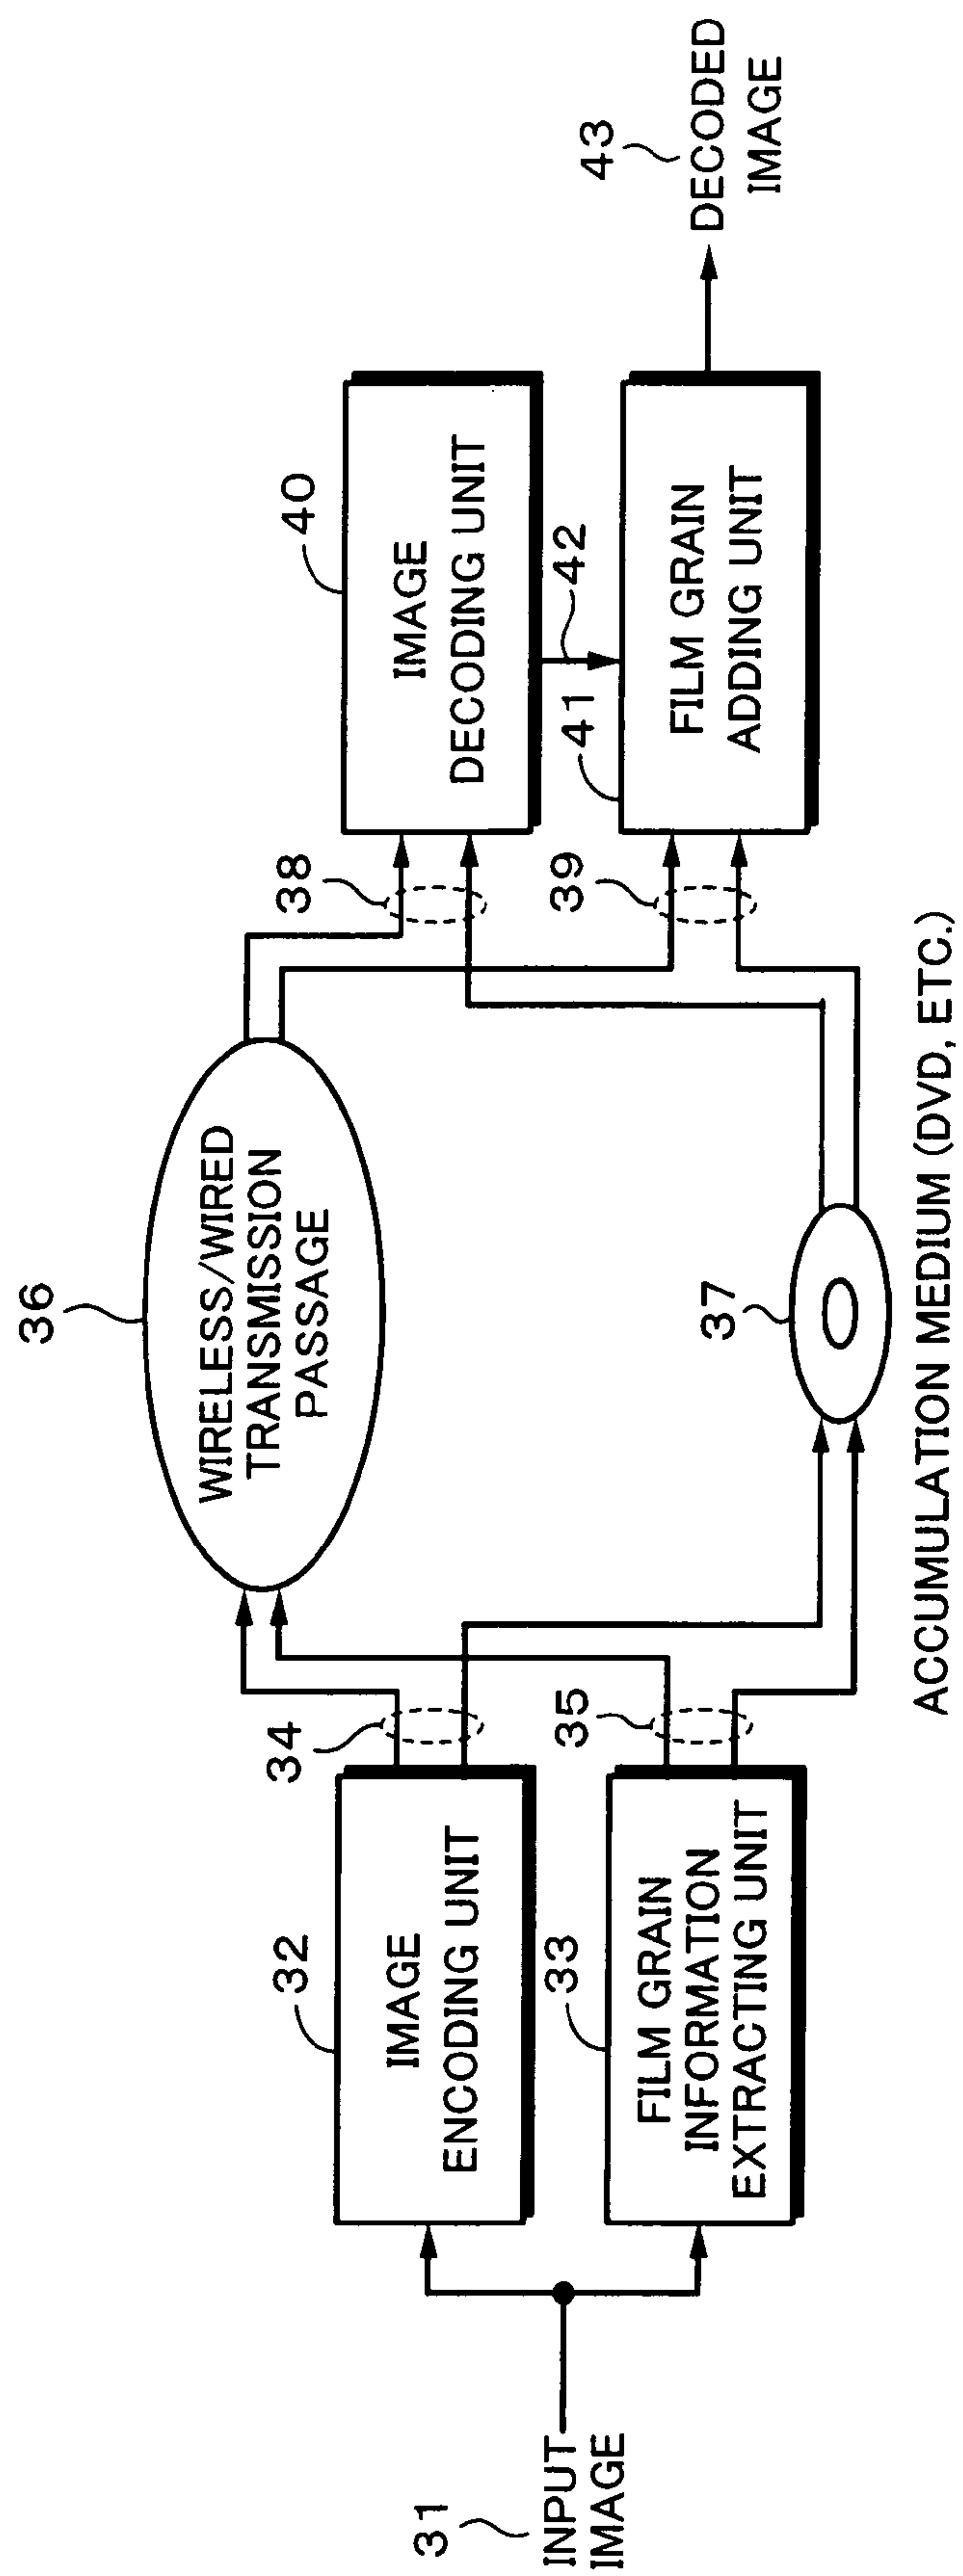 31
INPUT
IMAGE
32
IMAGE
ENCODING UNIT
33
FILM GRAIN
INFORMATION
EXTRACTING UNIT
34
35
36
WIRELESS/WIRED
TRANSMISSION
PASSAGE
37
ACCUMULATION MEDIUM (DVD, ETC.)
38
39
40
IMAGE
DECODING UNIT
42
41
FILM GRAIN
ADDING UNIT
43
DECODED
IMAGE